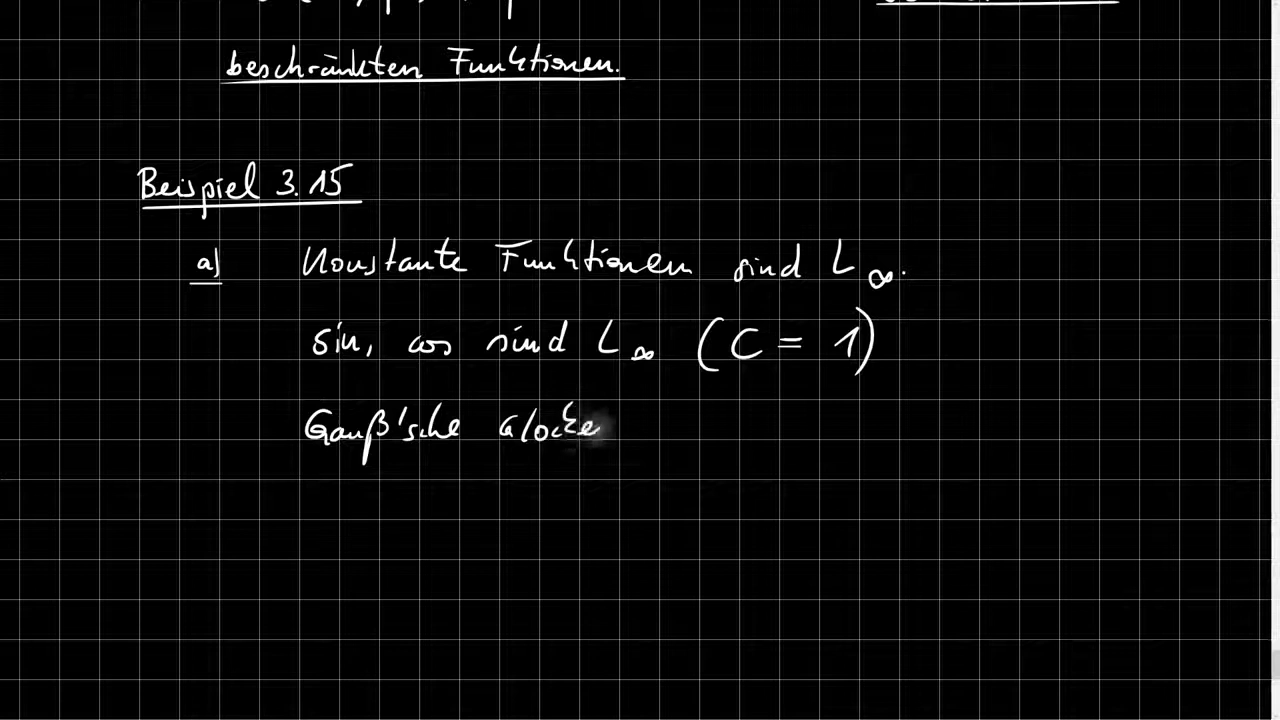 beschränkten Funktionen.
Beispiel 3.15
a) Konstante Funktionen sind L∞.
sin, cos sind L∞ (C = 1)
Gauß'sche Glocke